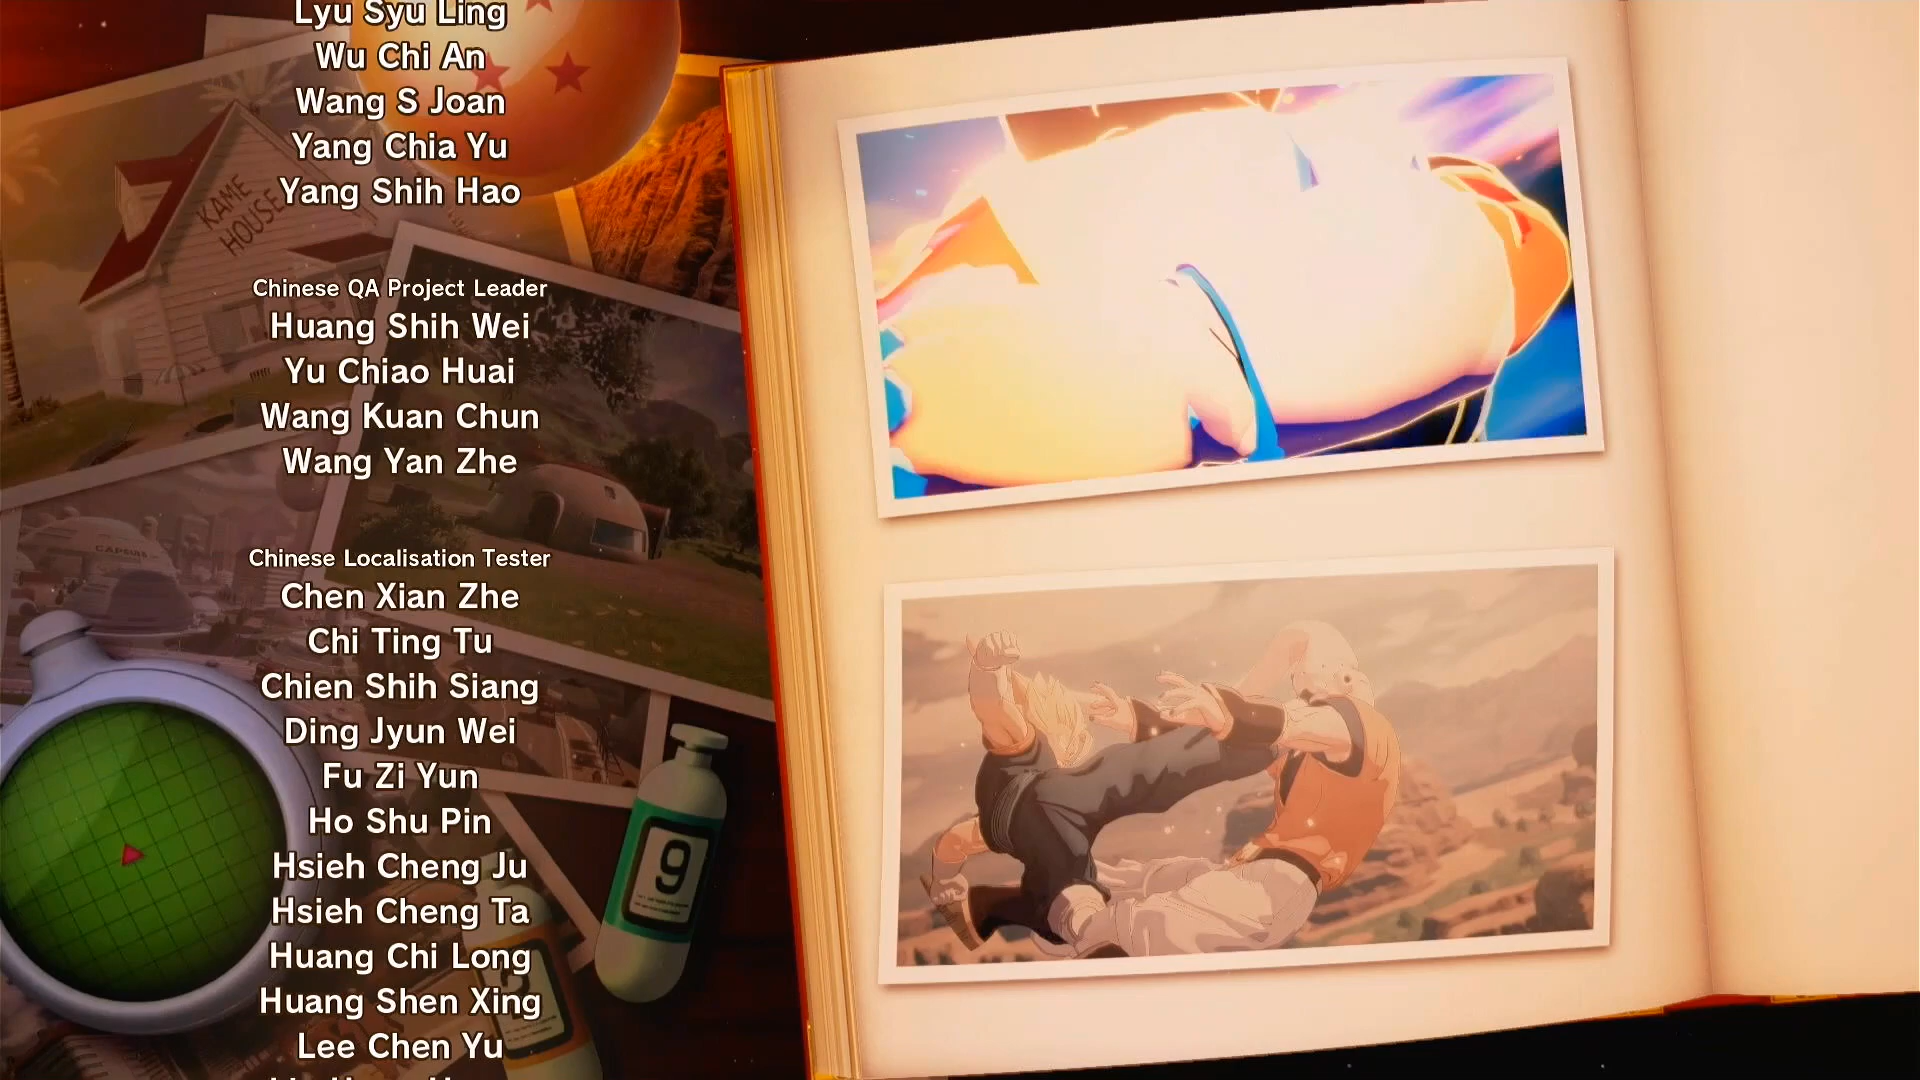 Lyu Syu Ling
Wu Chi An
Wang S Joan
Yang Chia Yu
Yang Shih Hao
KAME
HOUSE
Chinese QA Project Leader
Huang Shih Wei
Yu Chiao Huai
Wang Kuan Chun
Wang Yan Zhe
CAPSULE
Chinese Localisation Tester
Chen Xian Zhe
Chi Ting Tu
Chien Shih Siang
Ding Jyun Wei
Fu Zi Yun
Ho Shu Pin
9
Hsieh Cheng Ju
Hsieh Cheng Ta
Huang Chi Long
Huang Shen Xing
Lee Chen Yu